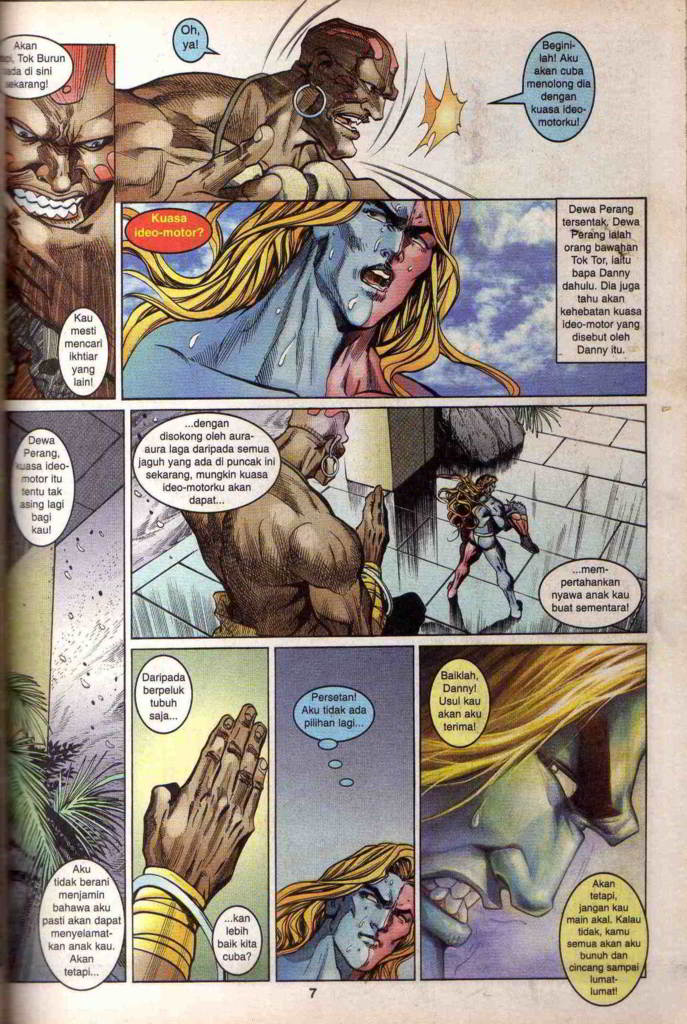 Akan
Tok Burun
di sini
sekarang!
Oh,
ya!
Begini-
lah! Aku
akan cuba
menolong dia
dengan
kuasa ideo-
motorku!
Kau
mesti
mencari
ikhtiar
yang
lain!
Kuasa
ideo-motor?
Dewa Perang
tersentak. Dewa
Perang ialah
orang bawahan
Tok Tor, iaitu
bapa Danny
dahulu. Dia juga
tahu akan
kehebatan kuasa
ideo-motor yang
disebut oleh
Danny itu.
Dewa
Perang,
kuasa ideo-
motor itu
tentu tak
asing lagi
bagi
kau!
...dengan
disokong oleh aura-
aura laga daripada semua
jaguh yang ada di puncak ini
sekarang, mungkin kuasa
ideo-motorku akan
dapat...
...mem-
pertahankan
nyawa anak kau
buat sementara!
Aku
tidak berani
menjamin
bahawa aku
pasti akan dapat
menyelamat-
kan anak kau.
Akan
tetapi...
Daripada
berpeluk
tubuh
saja...
...kan
lebih
baik kita
cuba?
Persetan!
Aku tidak ada
pilihan lagi...
Baiklah,
Danny!
Usul kau
akan aku
terima!
Akan
tetapi,
jangan kau
main akal. Kalau
tidak, kamu
semua akan aku
bunuh dan
cincang sampai
lumat-
lumat!
7